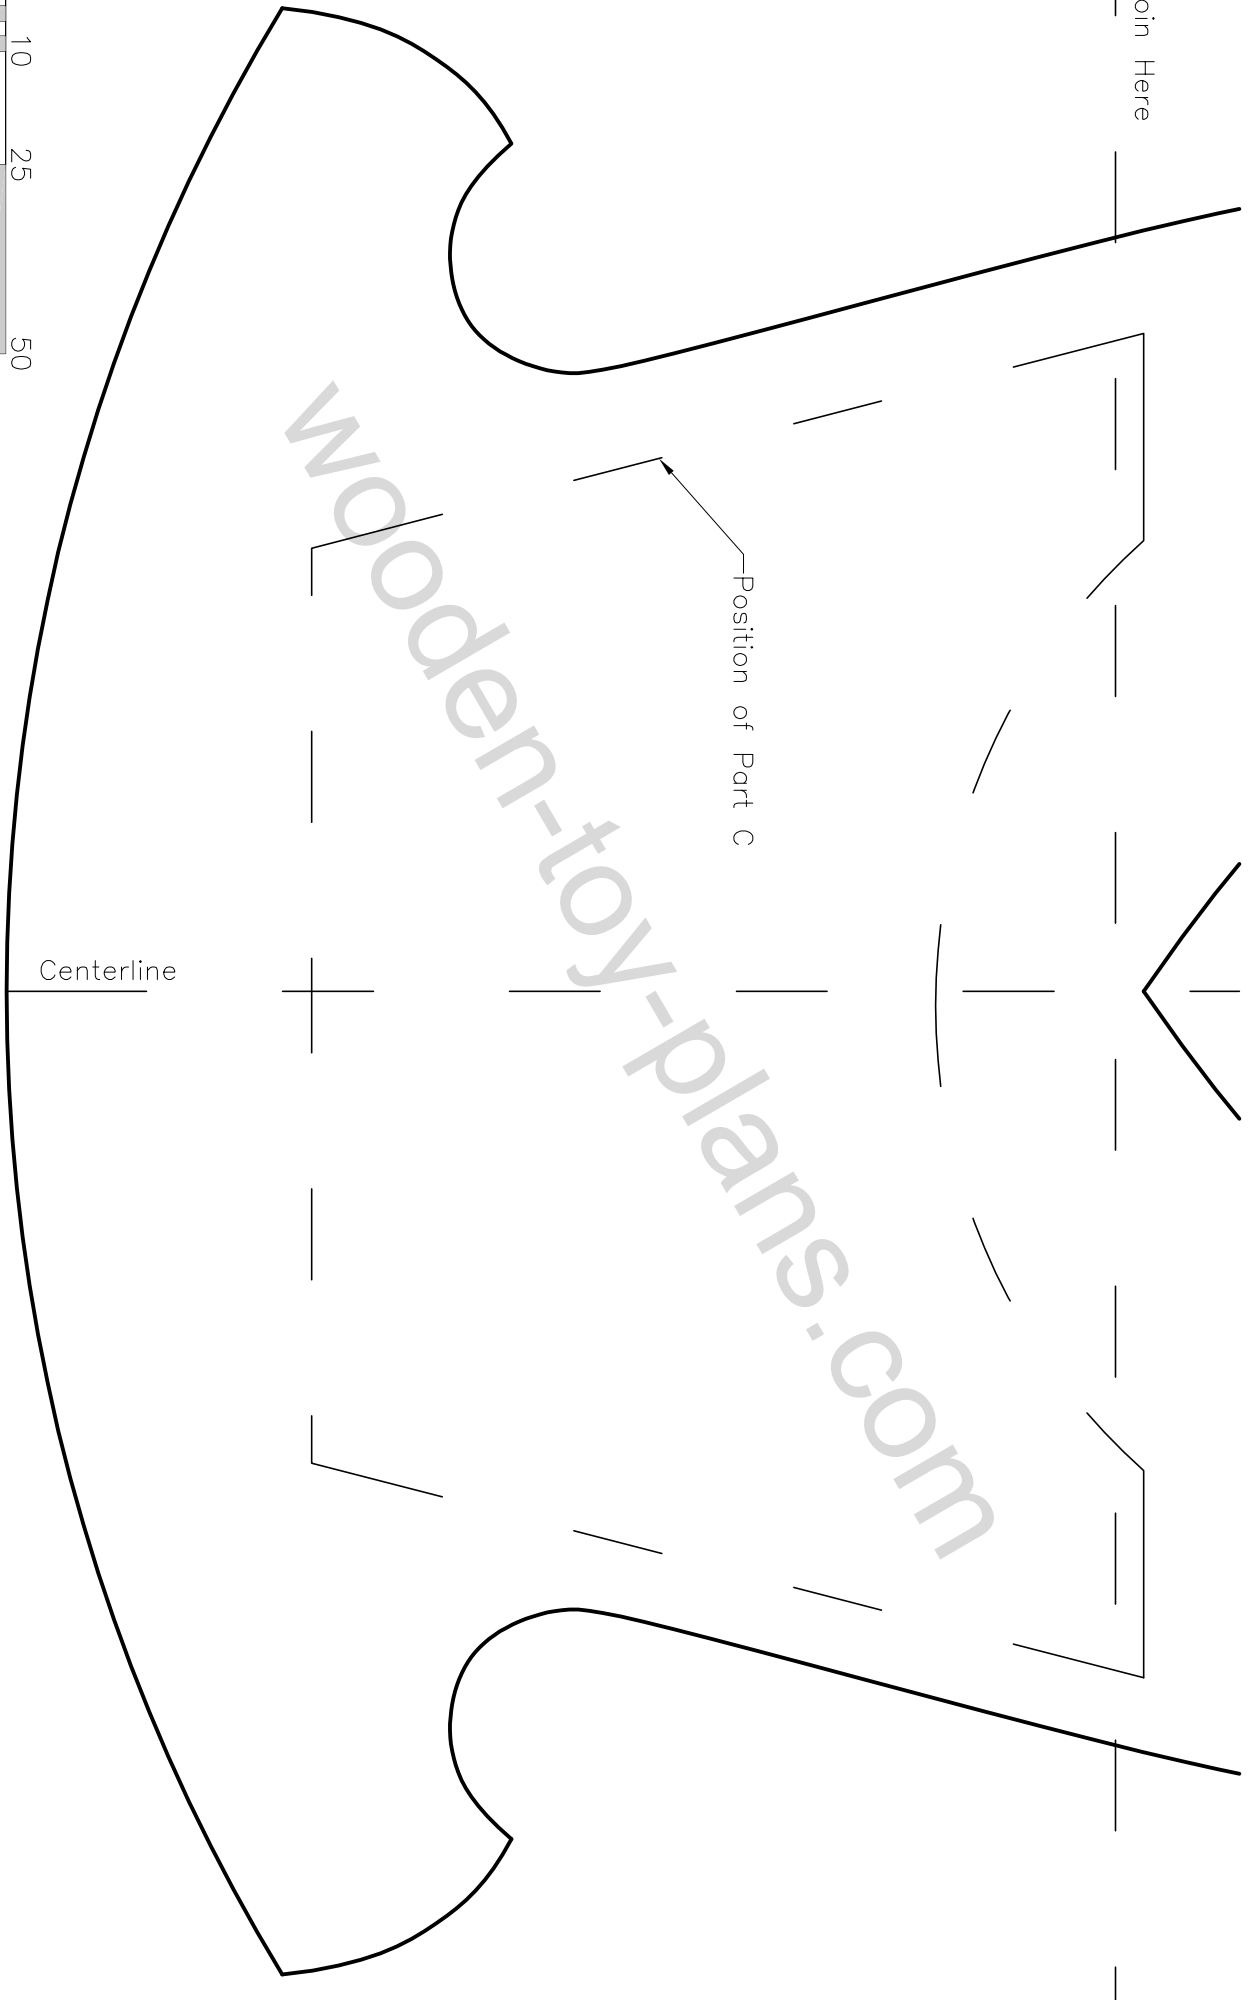 oin Here
10
25
50
Position of Part C
Centerline
wooden-toy-plans.com